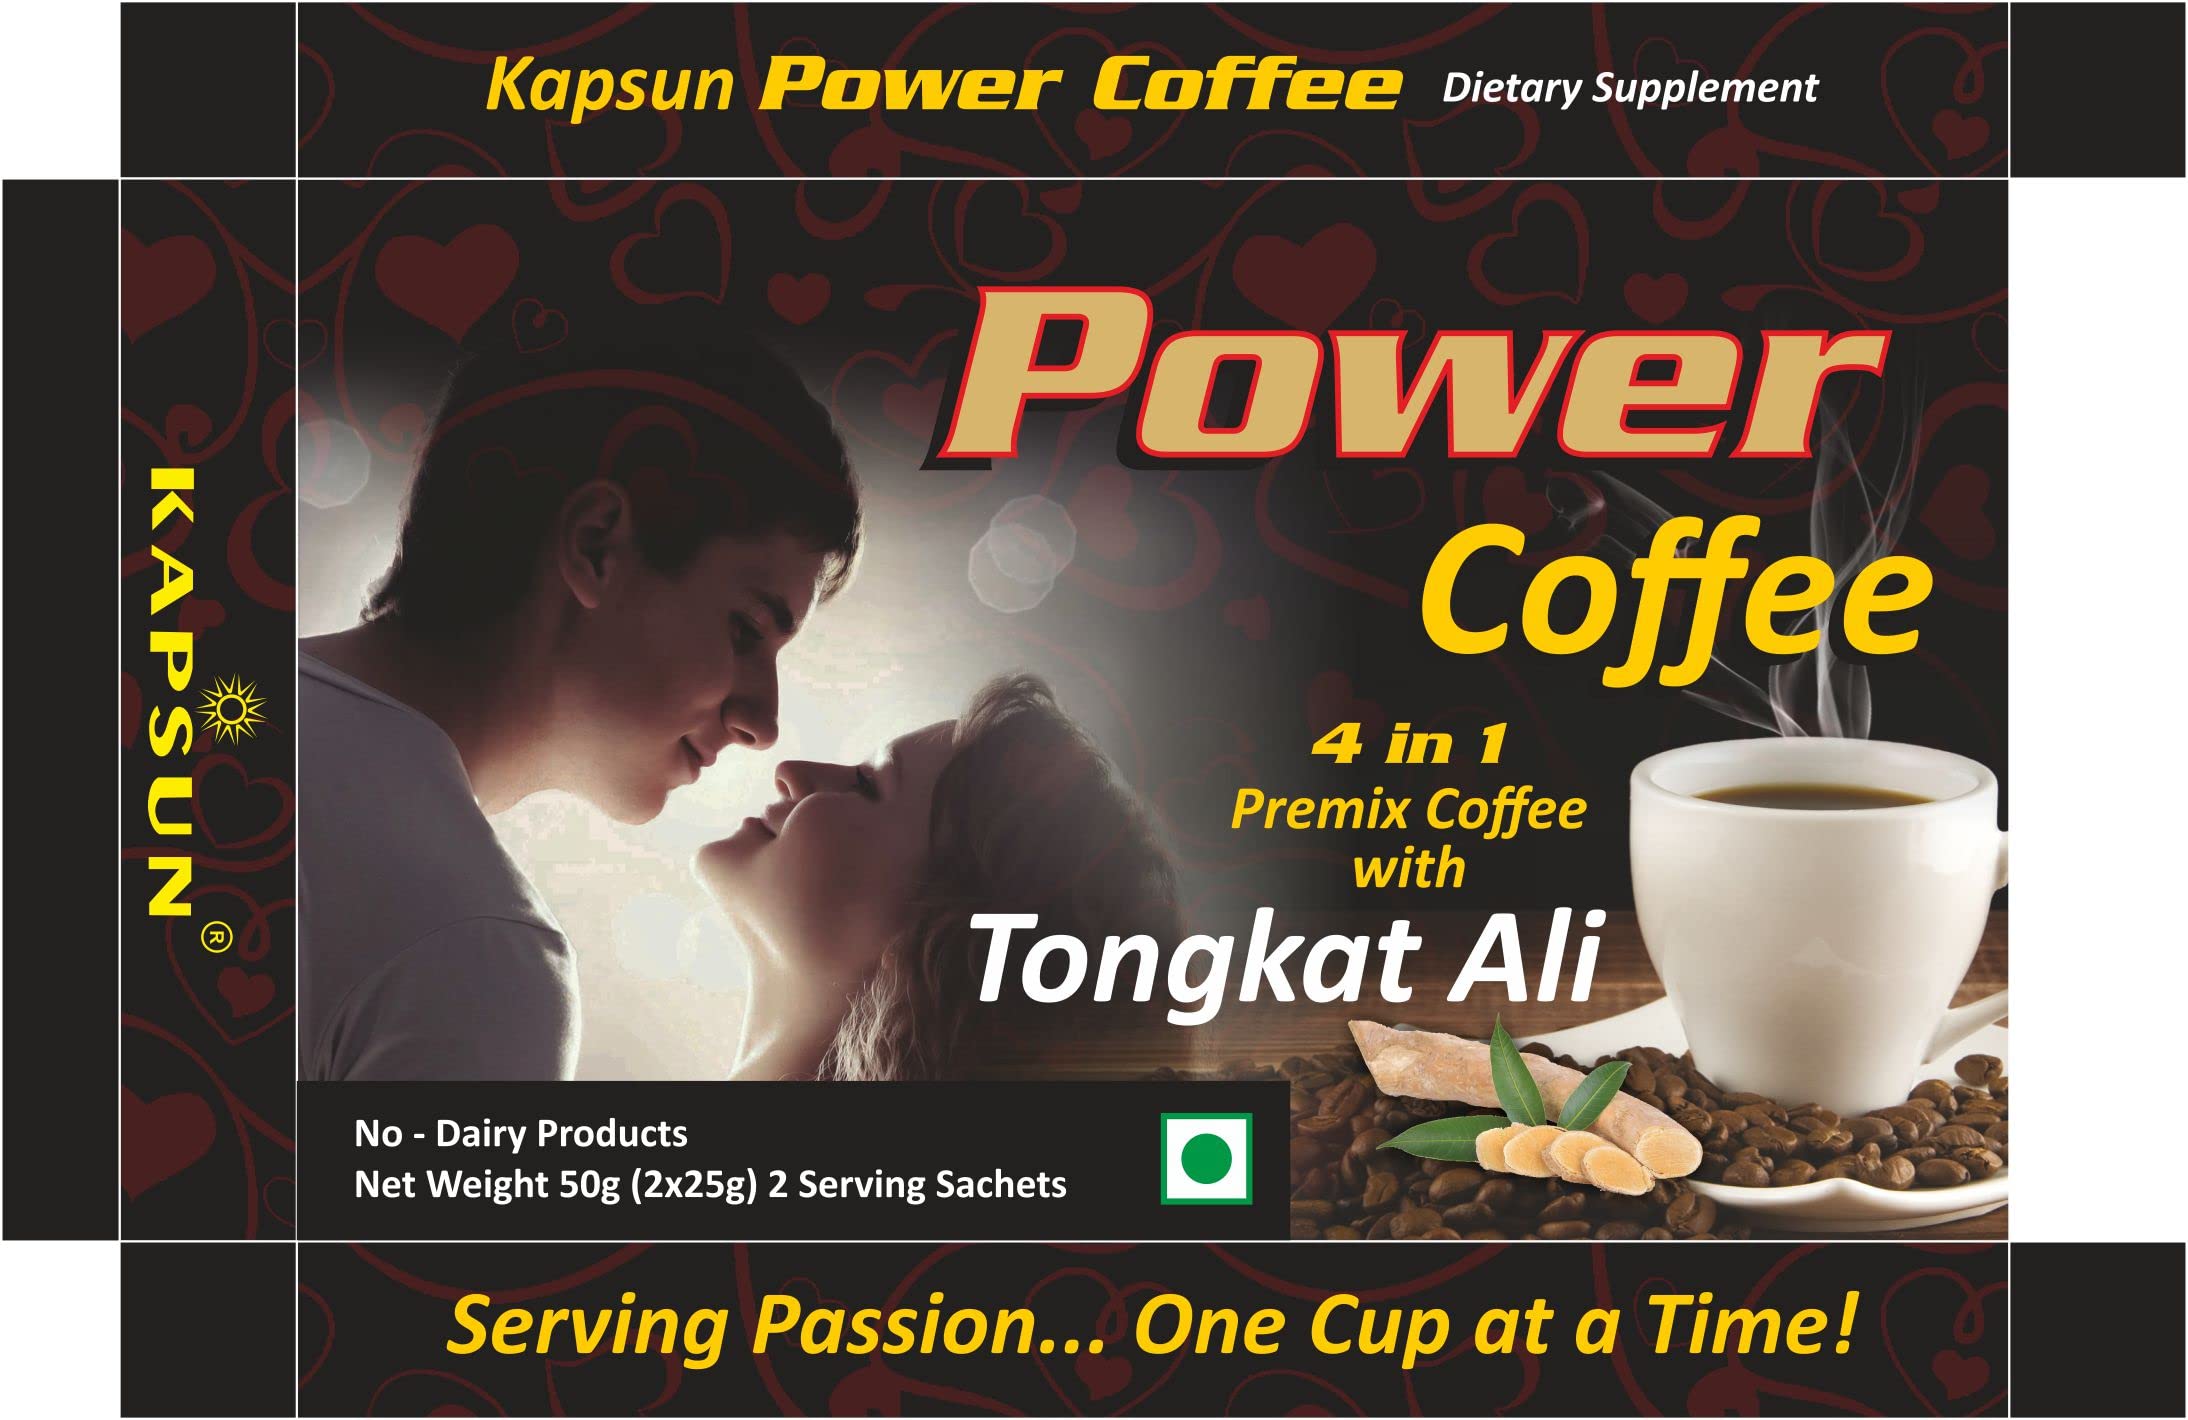 Kapsun Power Coffee Dietary Supplement
KAPSUN
®
Power
Coffee
4 in 1
Premix Coffee
with
Tongkat Ali
No - Dairy Products
Net Weight 50g (2x25g) 2 Serving Sachets
Serving Passion... One Cup at a Time!